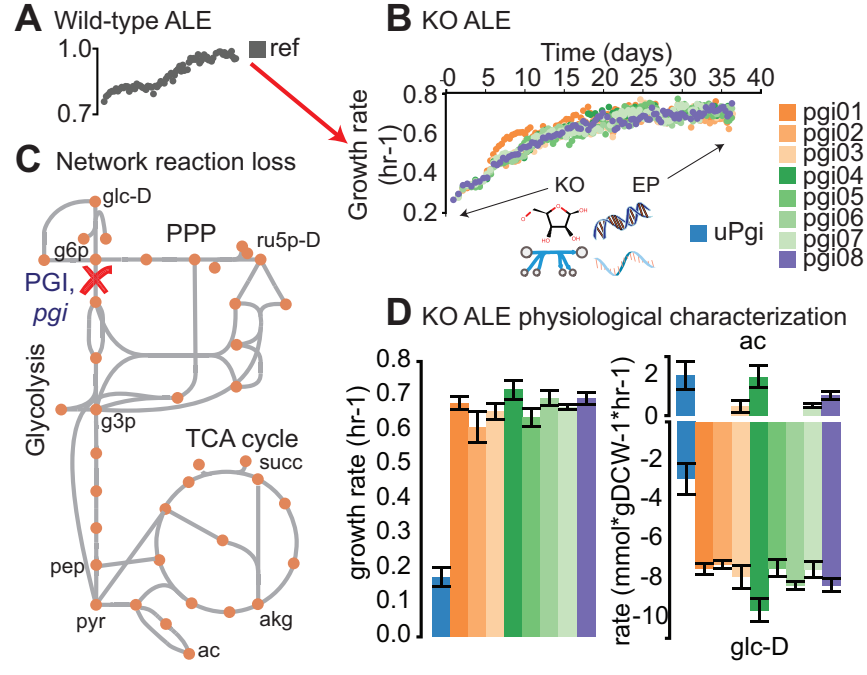 A Wild-type ALE
1.0
0.7
ref
B KO ALE
Time (days)
0 5 10 15 20 25 30 35 40
Growth rate
(hr-1)
0.8
0.6
0.4
0.2
KO
EP
O
O
OH
HO
OH
uPgi
pgi01
pgi02
pgi03
pgi04
pgi05
pgi06
pgi07
pgi08
C Network reaction loss
glc-D
g6p
PPP
ru5p-D
PGI,
pgi
Glycolysis
g3p
TCA cycle
succ
pep
pyr
akg
ac
D KO ALE physiological characterization
growth rate (hr-1)
0.8
0.7
0.6
0.5
0.4
0.3
0.2
0.1
0.0
ac
rate (mmol*gDCW-1*hr-1)
2
0
-2
-4
-6
-8
-10
glc-D